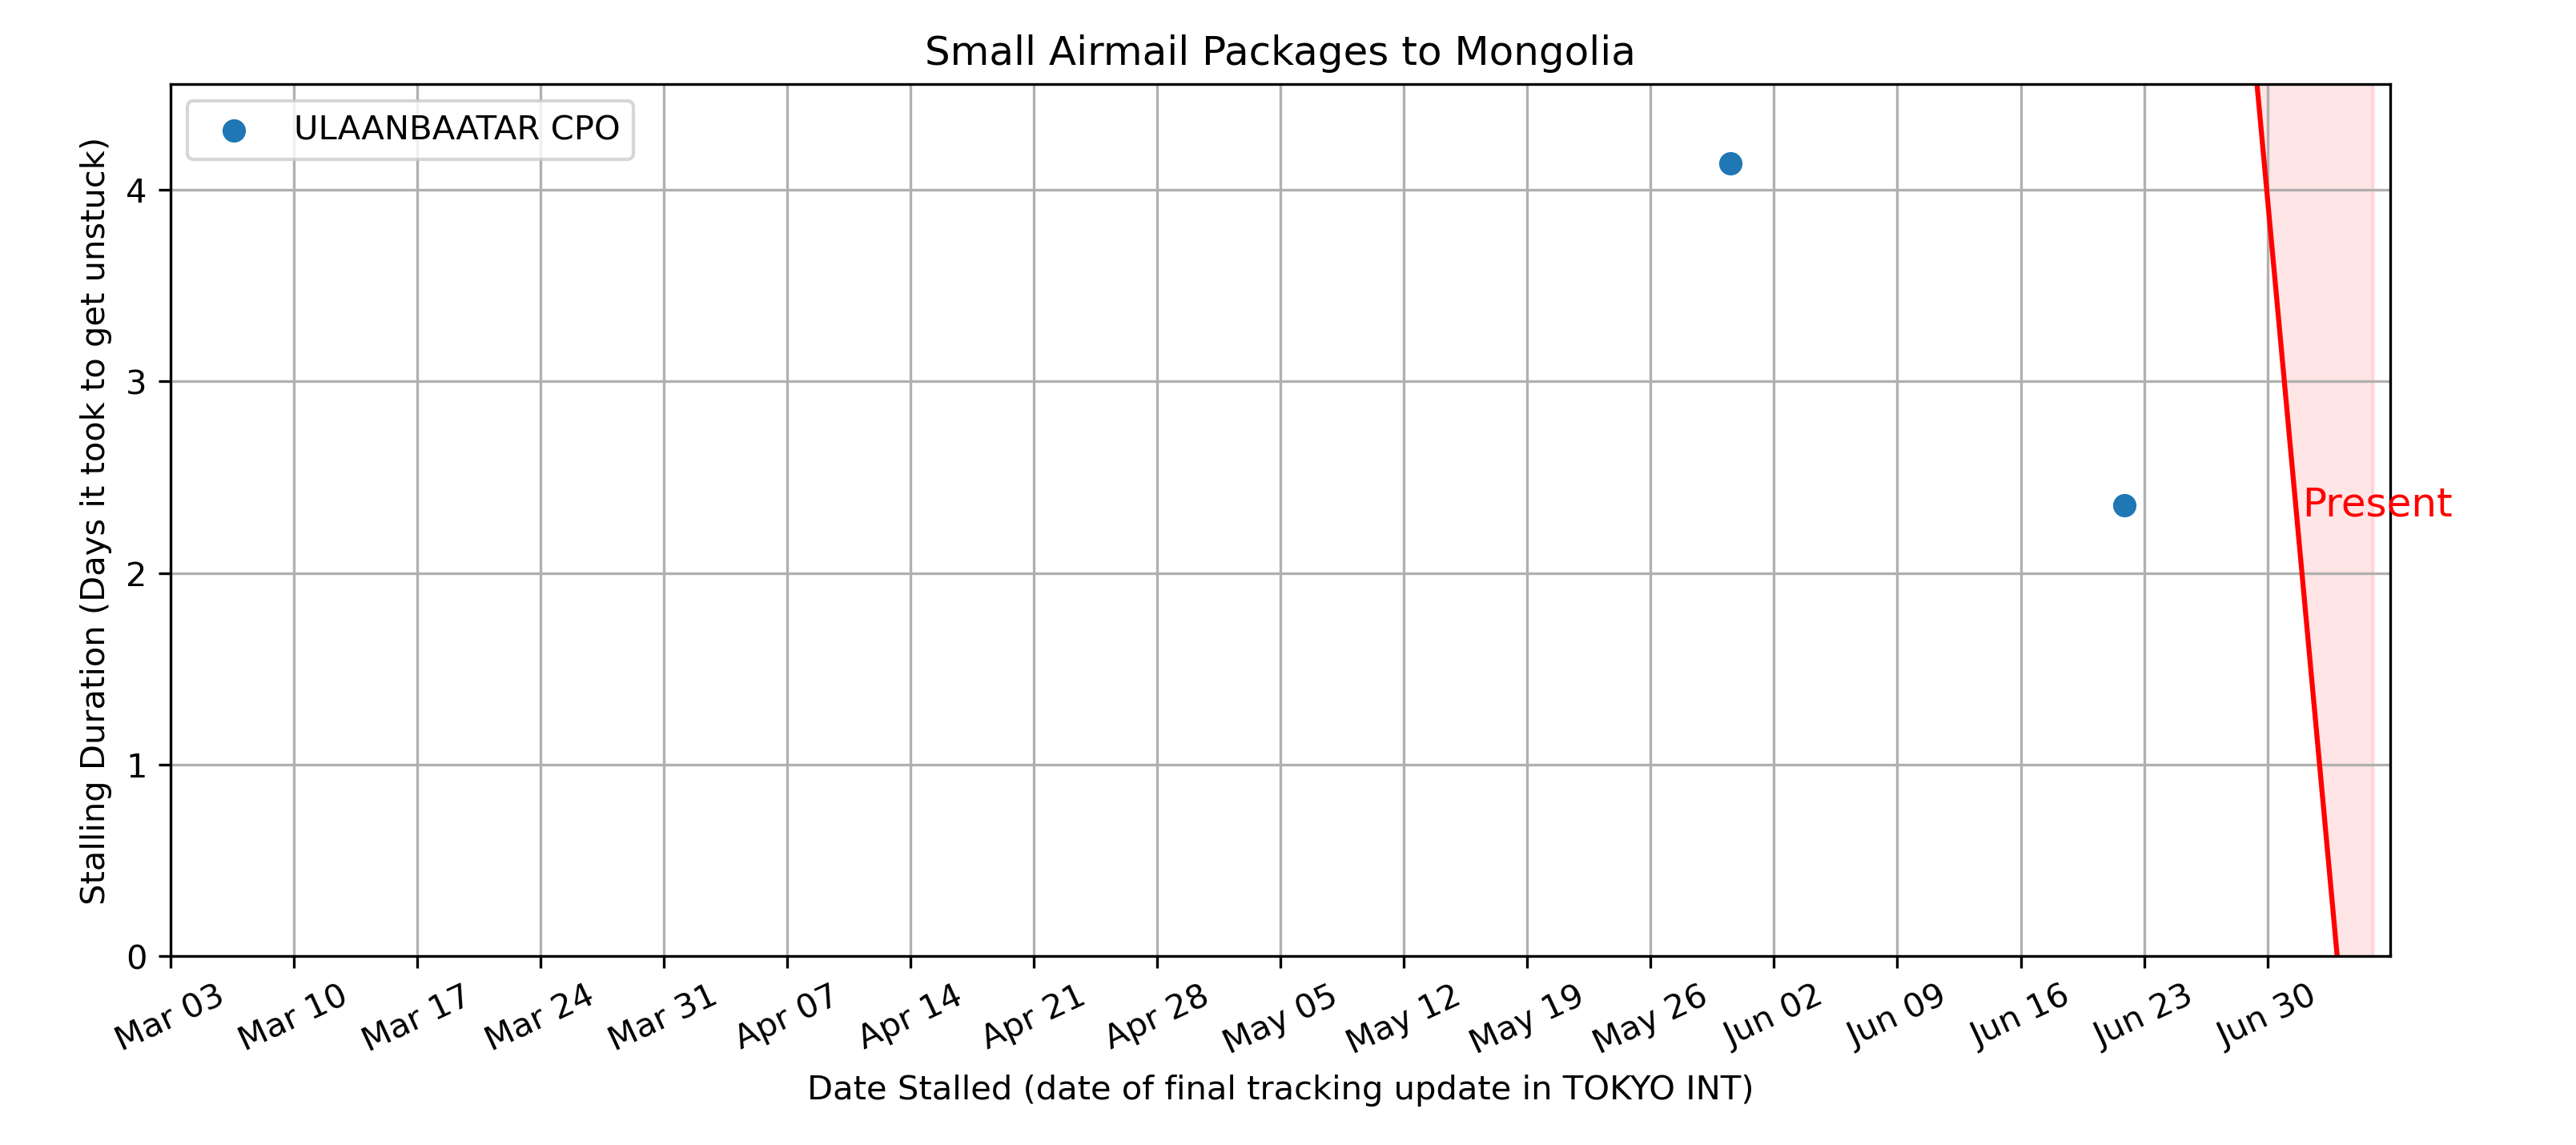 Small Airmail Packages to Mongolia
ULAANBAATAR CPO
Stalling Duration (Days it took to get unstuck)
4
3
2
1
0
Present
Mar 03
Mar 10
Mar 17
Mar 24
Mar 31
Apr 07
Apr 14
Apr 21
Apr 28
May 05
May 12
May 19
May 26
Jun 02
Jun 09
Jun 16
Jun 23
Jun 30
Date Stalled (date of final tracking update in TOKYO INT)